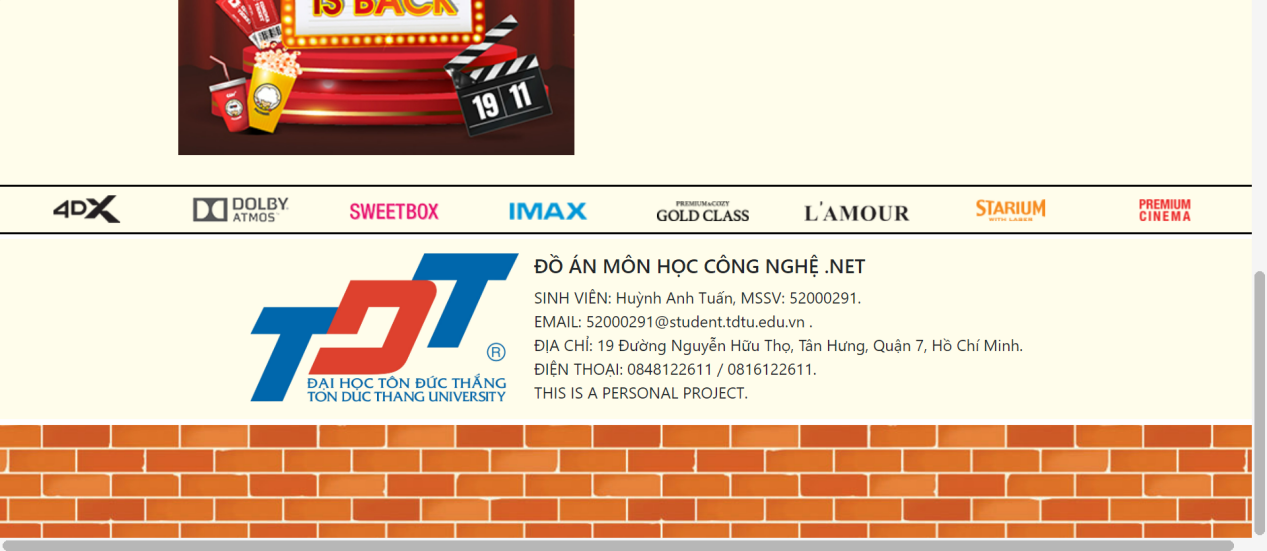 IS BACK
19 11
4DX
DOLBY
ATMOS
SWEETBOX
IMAX
PREMIUM&COZY
GOLD CLASS
L'AMOUR
STARIUM
WITH LASER
PREMIUM
CINEMA
TDT
®
ĐẠI HỌC TÔN ĐỨC THẮNG
TON DUC THANG UNIVERSITY
ĐỒ ÁN MÔN HỌC CÔNG NGHỆ .NET
SINH VIÊN: Huỳnh Anh Tuấn, MSSV: 52000291.
EMAIL: 52000291@student.tdtu.edu.vn .
ĐỊA CHỈ: 19 Đường Nguyễn Hữu Thọ, Tân Hưng, Quận 7, Hồ Chí Minh.
ĐIỆN THOẠI: 0848122611 / 0816122611.
THIS IS A PERSONAL PROJECT.